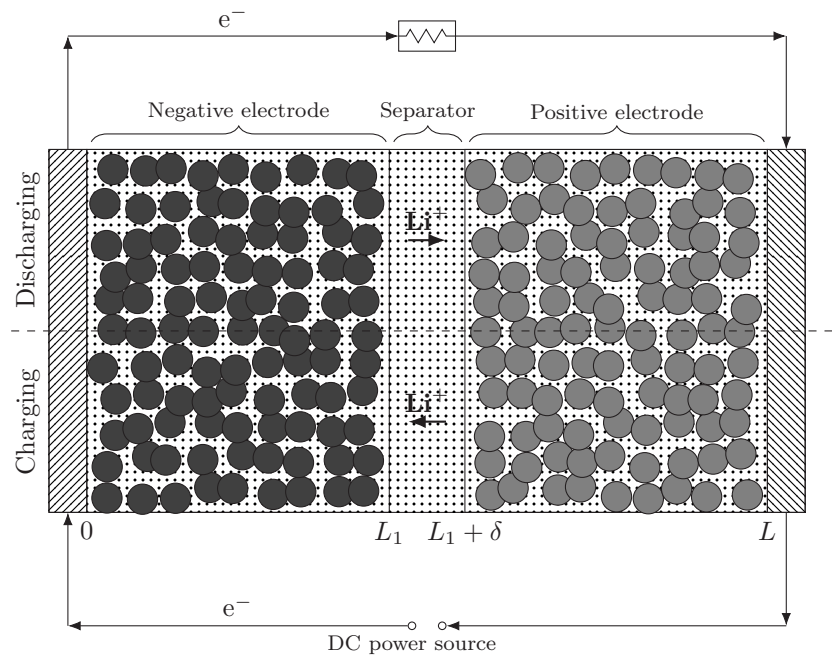 e⁻
Negative electrode
Separator
Positive electrode
Discharging
Li⁺
Charging
Li⁺
0
L₁
L₁ + δ
L
e⁻
DC power source